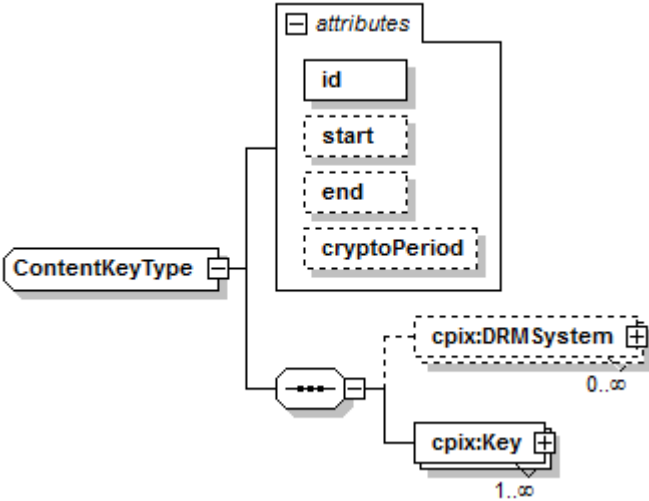 attributes
id
start
end
cryptoPeriod
ContentKeyType
cpix:DRMSystem
0..∞
cpix:Key
1..∞